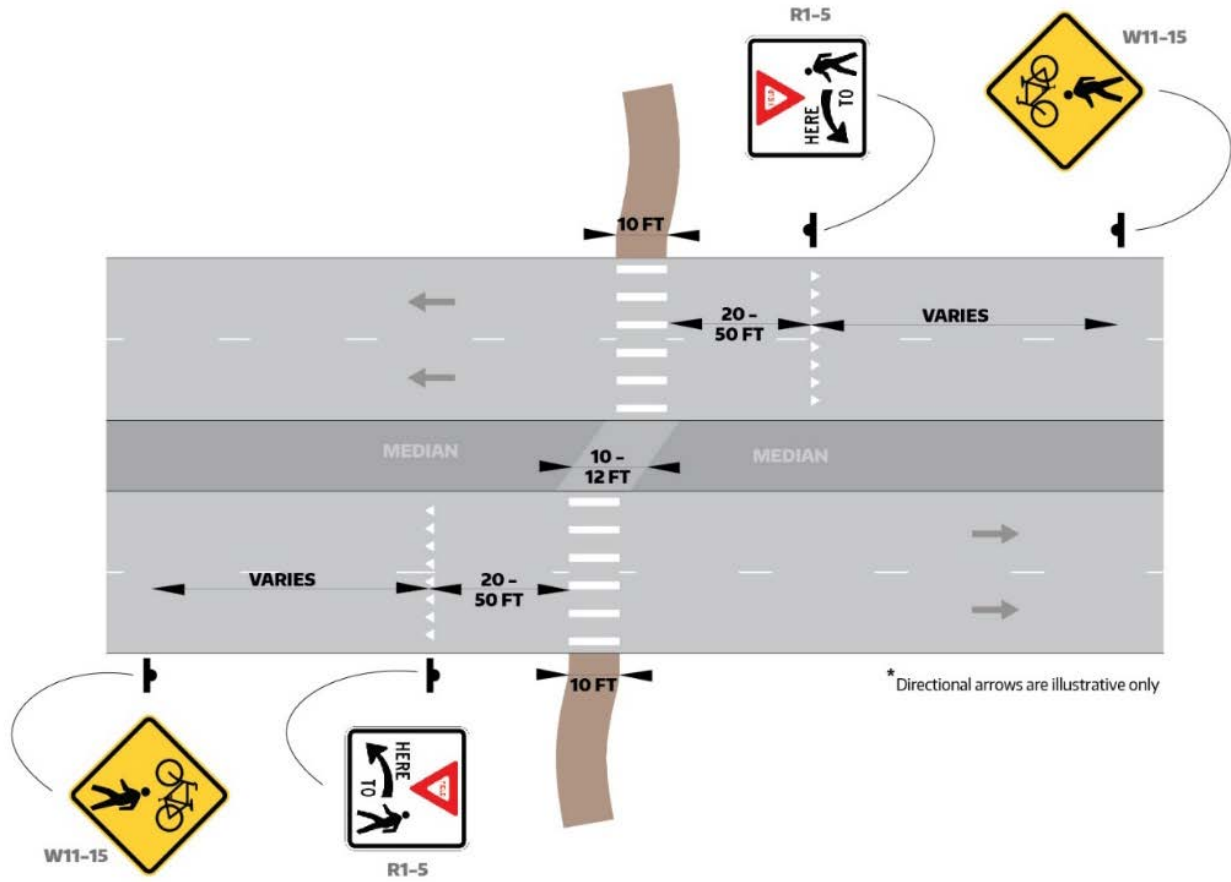 R1-5
W11-15
HERE
TO
10 FT
20 –
50 FT
VARIES
MEDIAN
10 –
12 FT
MEDIAN
VARIES
20 –
50 FT
10 FT
* Directional arrows are illustrative only
HERE
TO
W11-15
R1-5